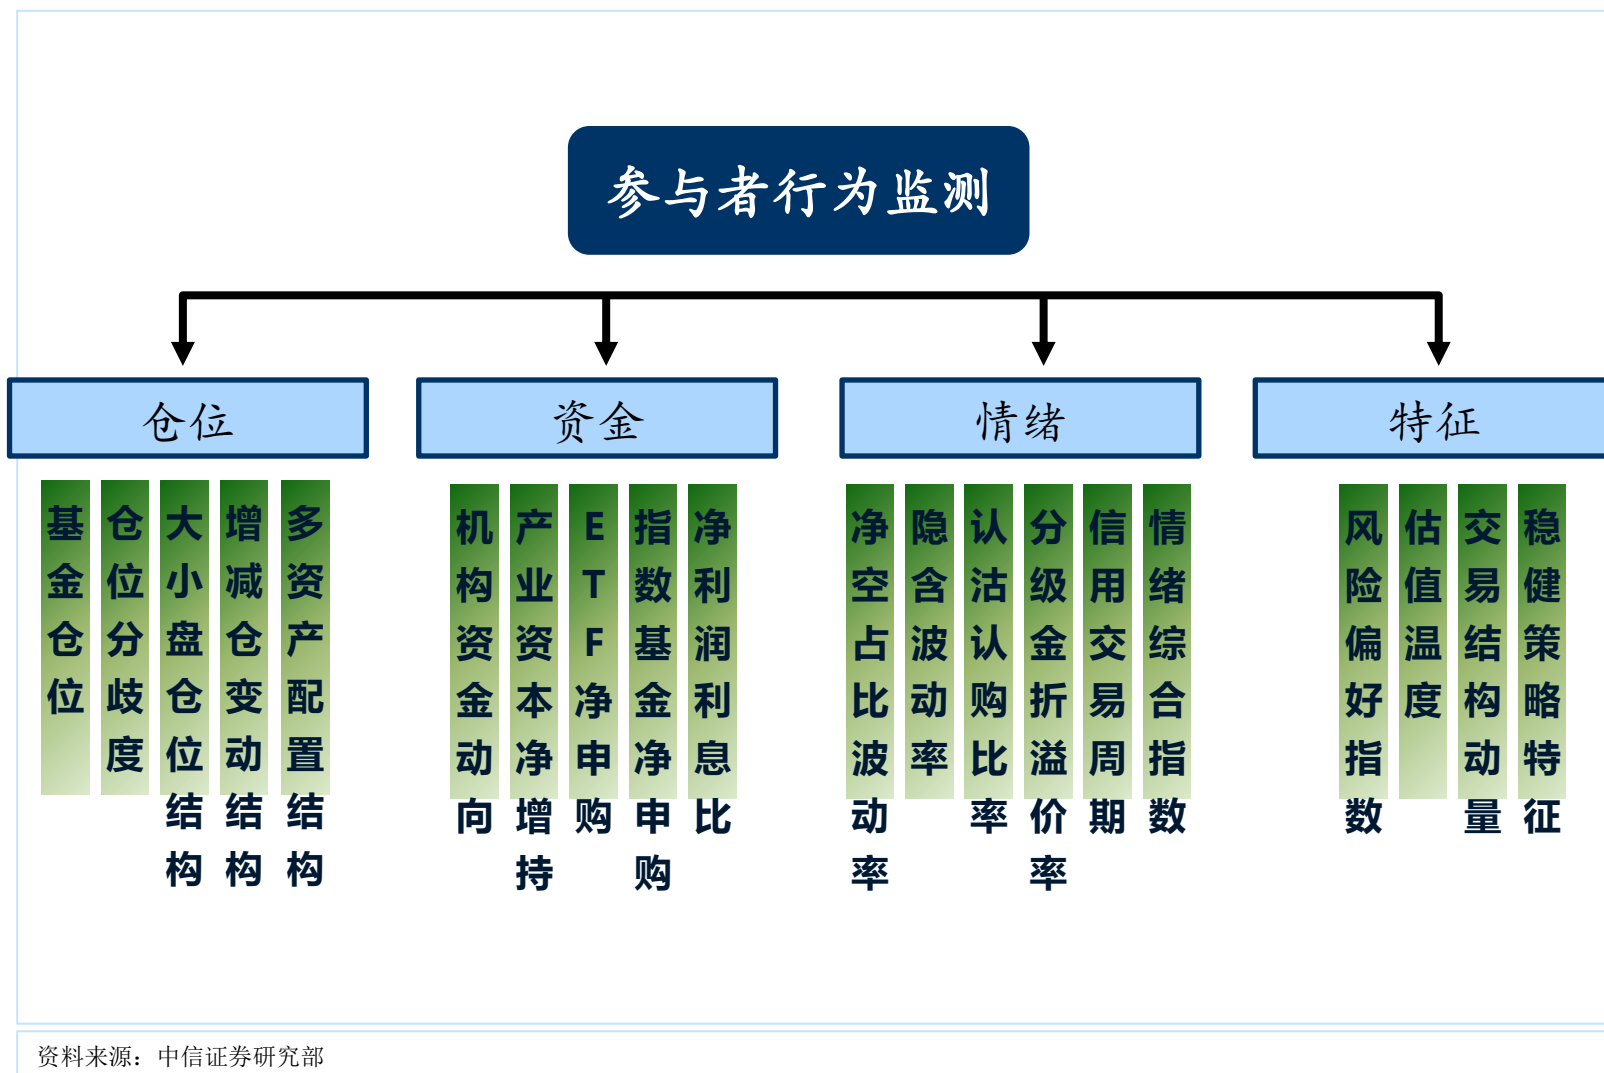 参与者行为监测
仓位
资金
情绪
特征
基金仓位
仓位分歧度
大小盘仓位结构
增减仓变动结构
多资产配置结构
机构资金动向
产业资本净增持
ETF净申购
指数基金净申购
净利润利息比
净空占比波动率
隐含波动率
认沽认购比率
分级基金折溢价率
信用交易周期
情绪综合指数
风险偏好指数
估值温度
交易结构动量
稳健策略特征
资料来源：中信证券研究部